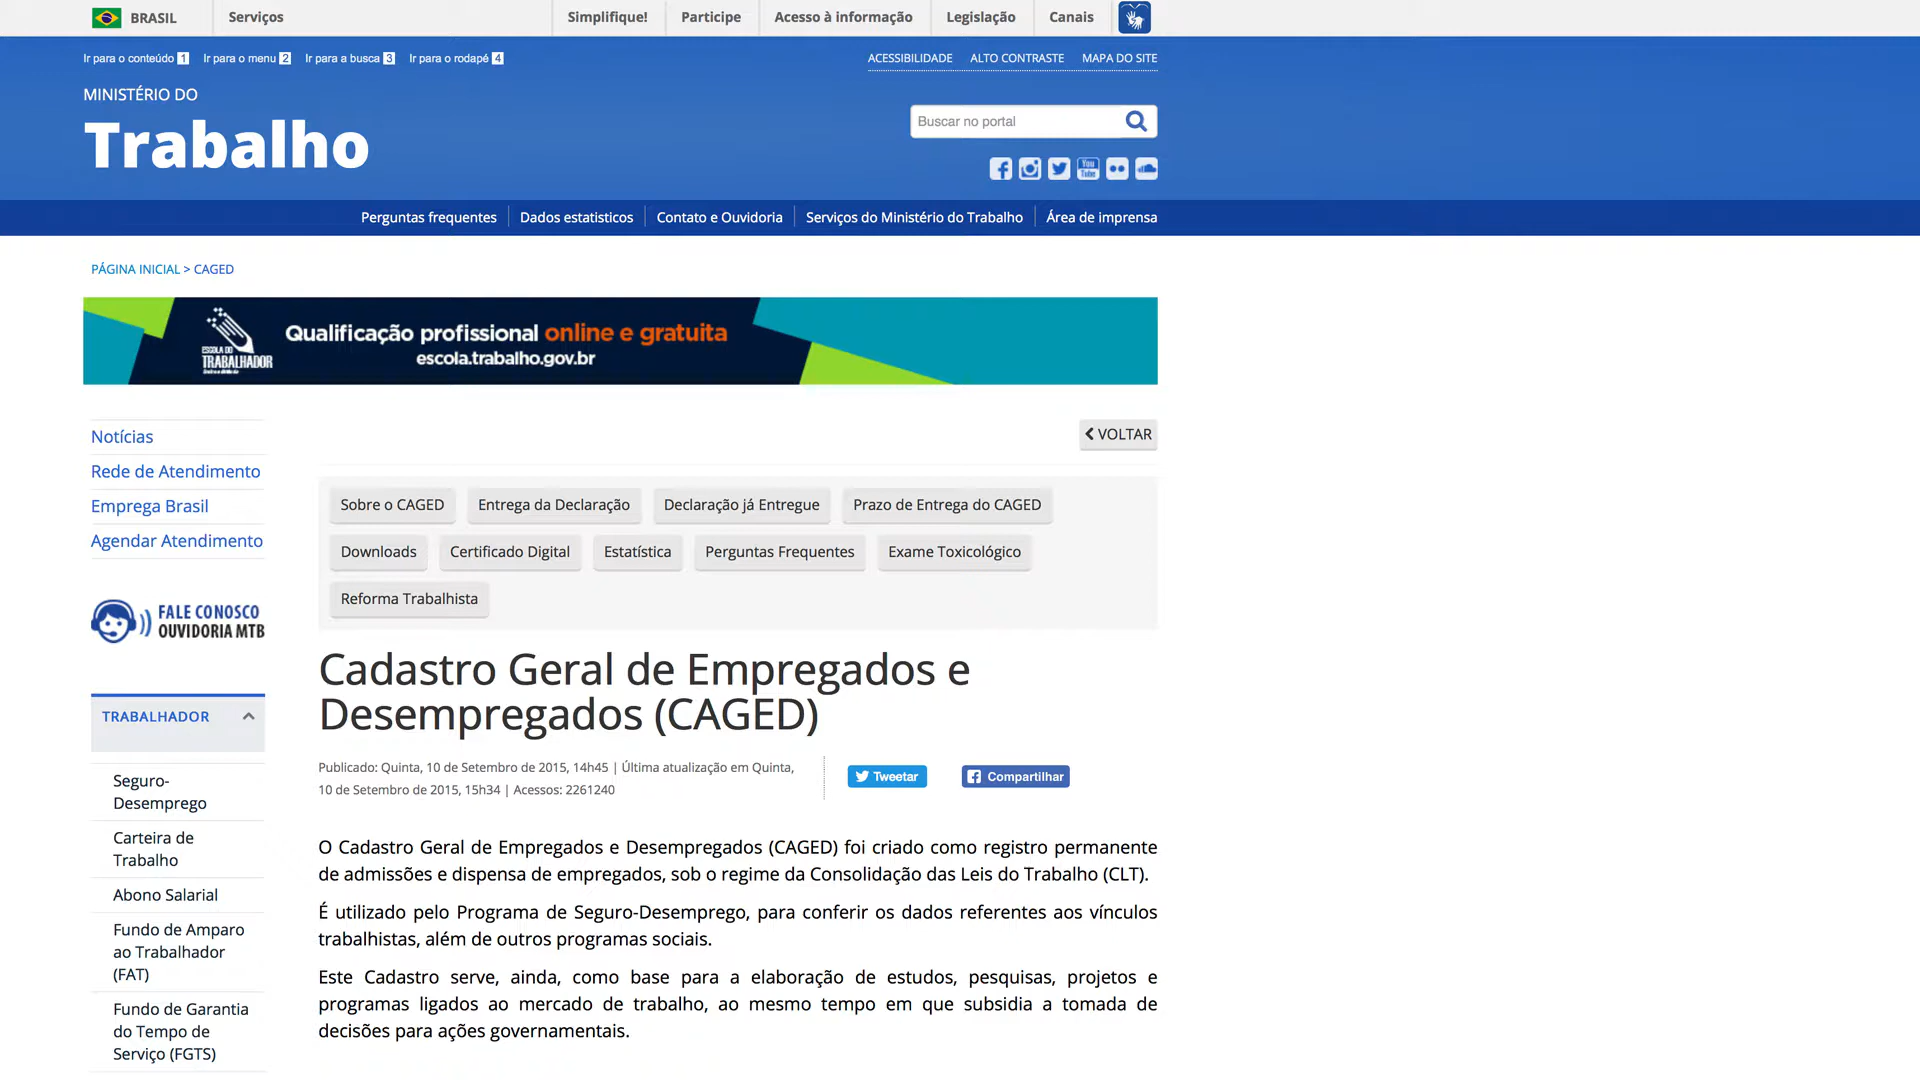 BRASIL
Serviços
Simplifique!
Participe
Acesso à informação
Legislação
Canais
Ir para o conteúdo 1
Ir para o menu 2
Ir para a busca 3
Ir para o rodapé 4
ACESSIBILIDADE
ALTO CONTRASTE
MAPA DO SITE
MINISTÉRIO DO
Trabalho
Buscar no portal
You
Tube
Perguntas frequentes
Dados estatisticos
Contato e Ouvidoria
Serviços do Ministério do Trabalho
Área de imprensa
PÁGINA INICIAL > CAGED
ESCOLA DO
TRABALHADOR
Qualificação profissional online e gratuita
escola.trabalho.gov.br
Notícias
Rede de Atendimento
Emprega Brasil
Agendar Atendimento
FALE CONOSCO
OUVIDORIA MTB
TRABALHADOR
Seguro-
Desemprego
Carteira de
Trabalho
Abono Salarial
Fundo de Amparo
ao Trabalhador
(FAT)
Fundo de Garantia
do Tempo de
Serviço (FGTS)
VOLTAR
Sobre o CAGED
Entrega da Declaração
Declaração já Entregue
Prazo de Entrega do CAGED
Downloads
Certificado Digital
Estatística
Perguntas Frequentes
Exame Toxicológico
Reforma Trabalhista
Cadastro Geral de Empregados e
Desempregados (CAGED)
Publicado: Quinta, 10 de Setembro de 2015, 14h45 | Última atualização em Quinta,
10 de Setembro de 2015, 15h34 | Acessos: 2261240
Tweetar
Compartilhar
O Cadastro Geral de Empregados e Desempregados (CAGED) foi criado como registro permanente
de admissões e dispensa de empregados, sob o regime da Consolidação das Leis do Trabalho (CLT).
É utilizado pelo Programa de Seguro-Desemprego, para conferir os dados referentes aos vínculos
trabalhistas, além de outros programas sociais.
Este Cadastro serve, ainda, como base para a elaboração de estudos, pesquisas, projetos e
programas ligados ao mercado de trabalho, ao mesmo tempo em que subsidia a tomada de
decisões para ações governamentais.